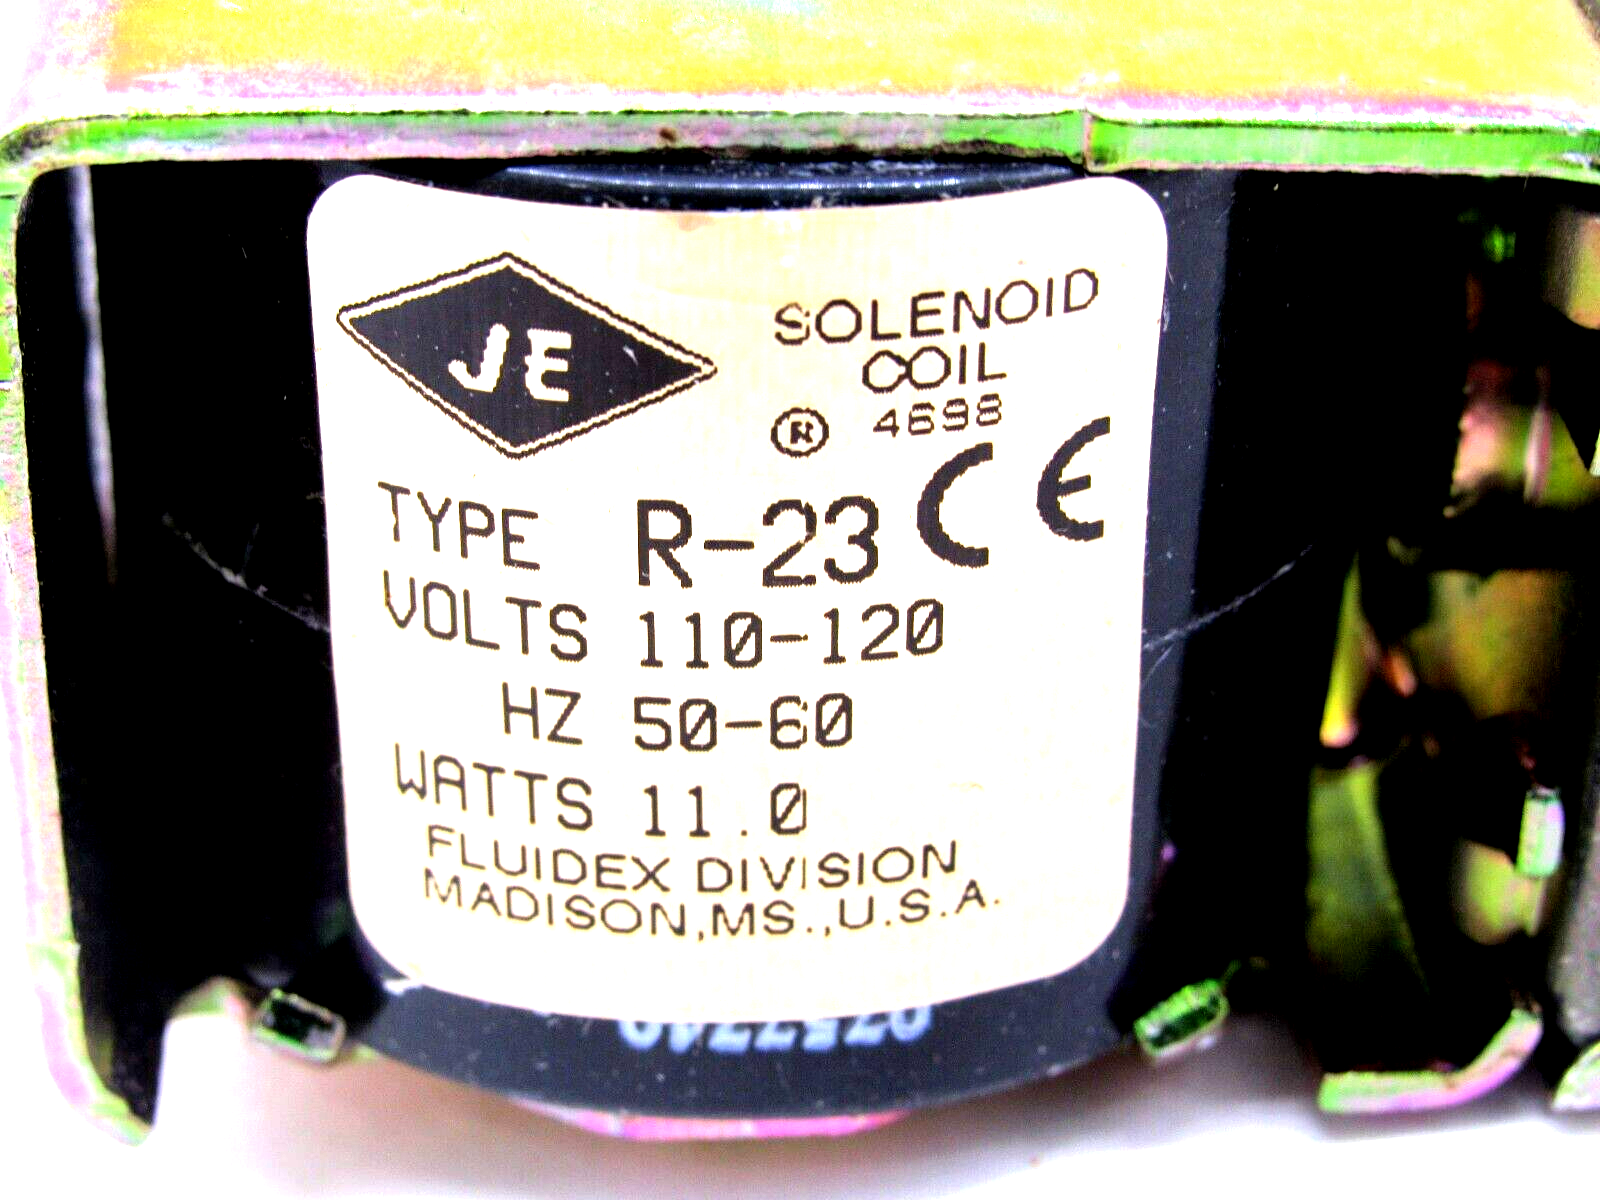 JE
SOLENOID
COIL
® 4698
TYPE R-23 CE
VOLTS 110-120
HZ 50-60
WATTS 11.0
FLUIDEX DIVISION
MADISON,MS.,U.S.A.